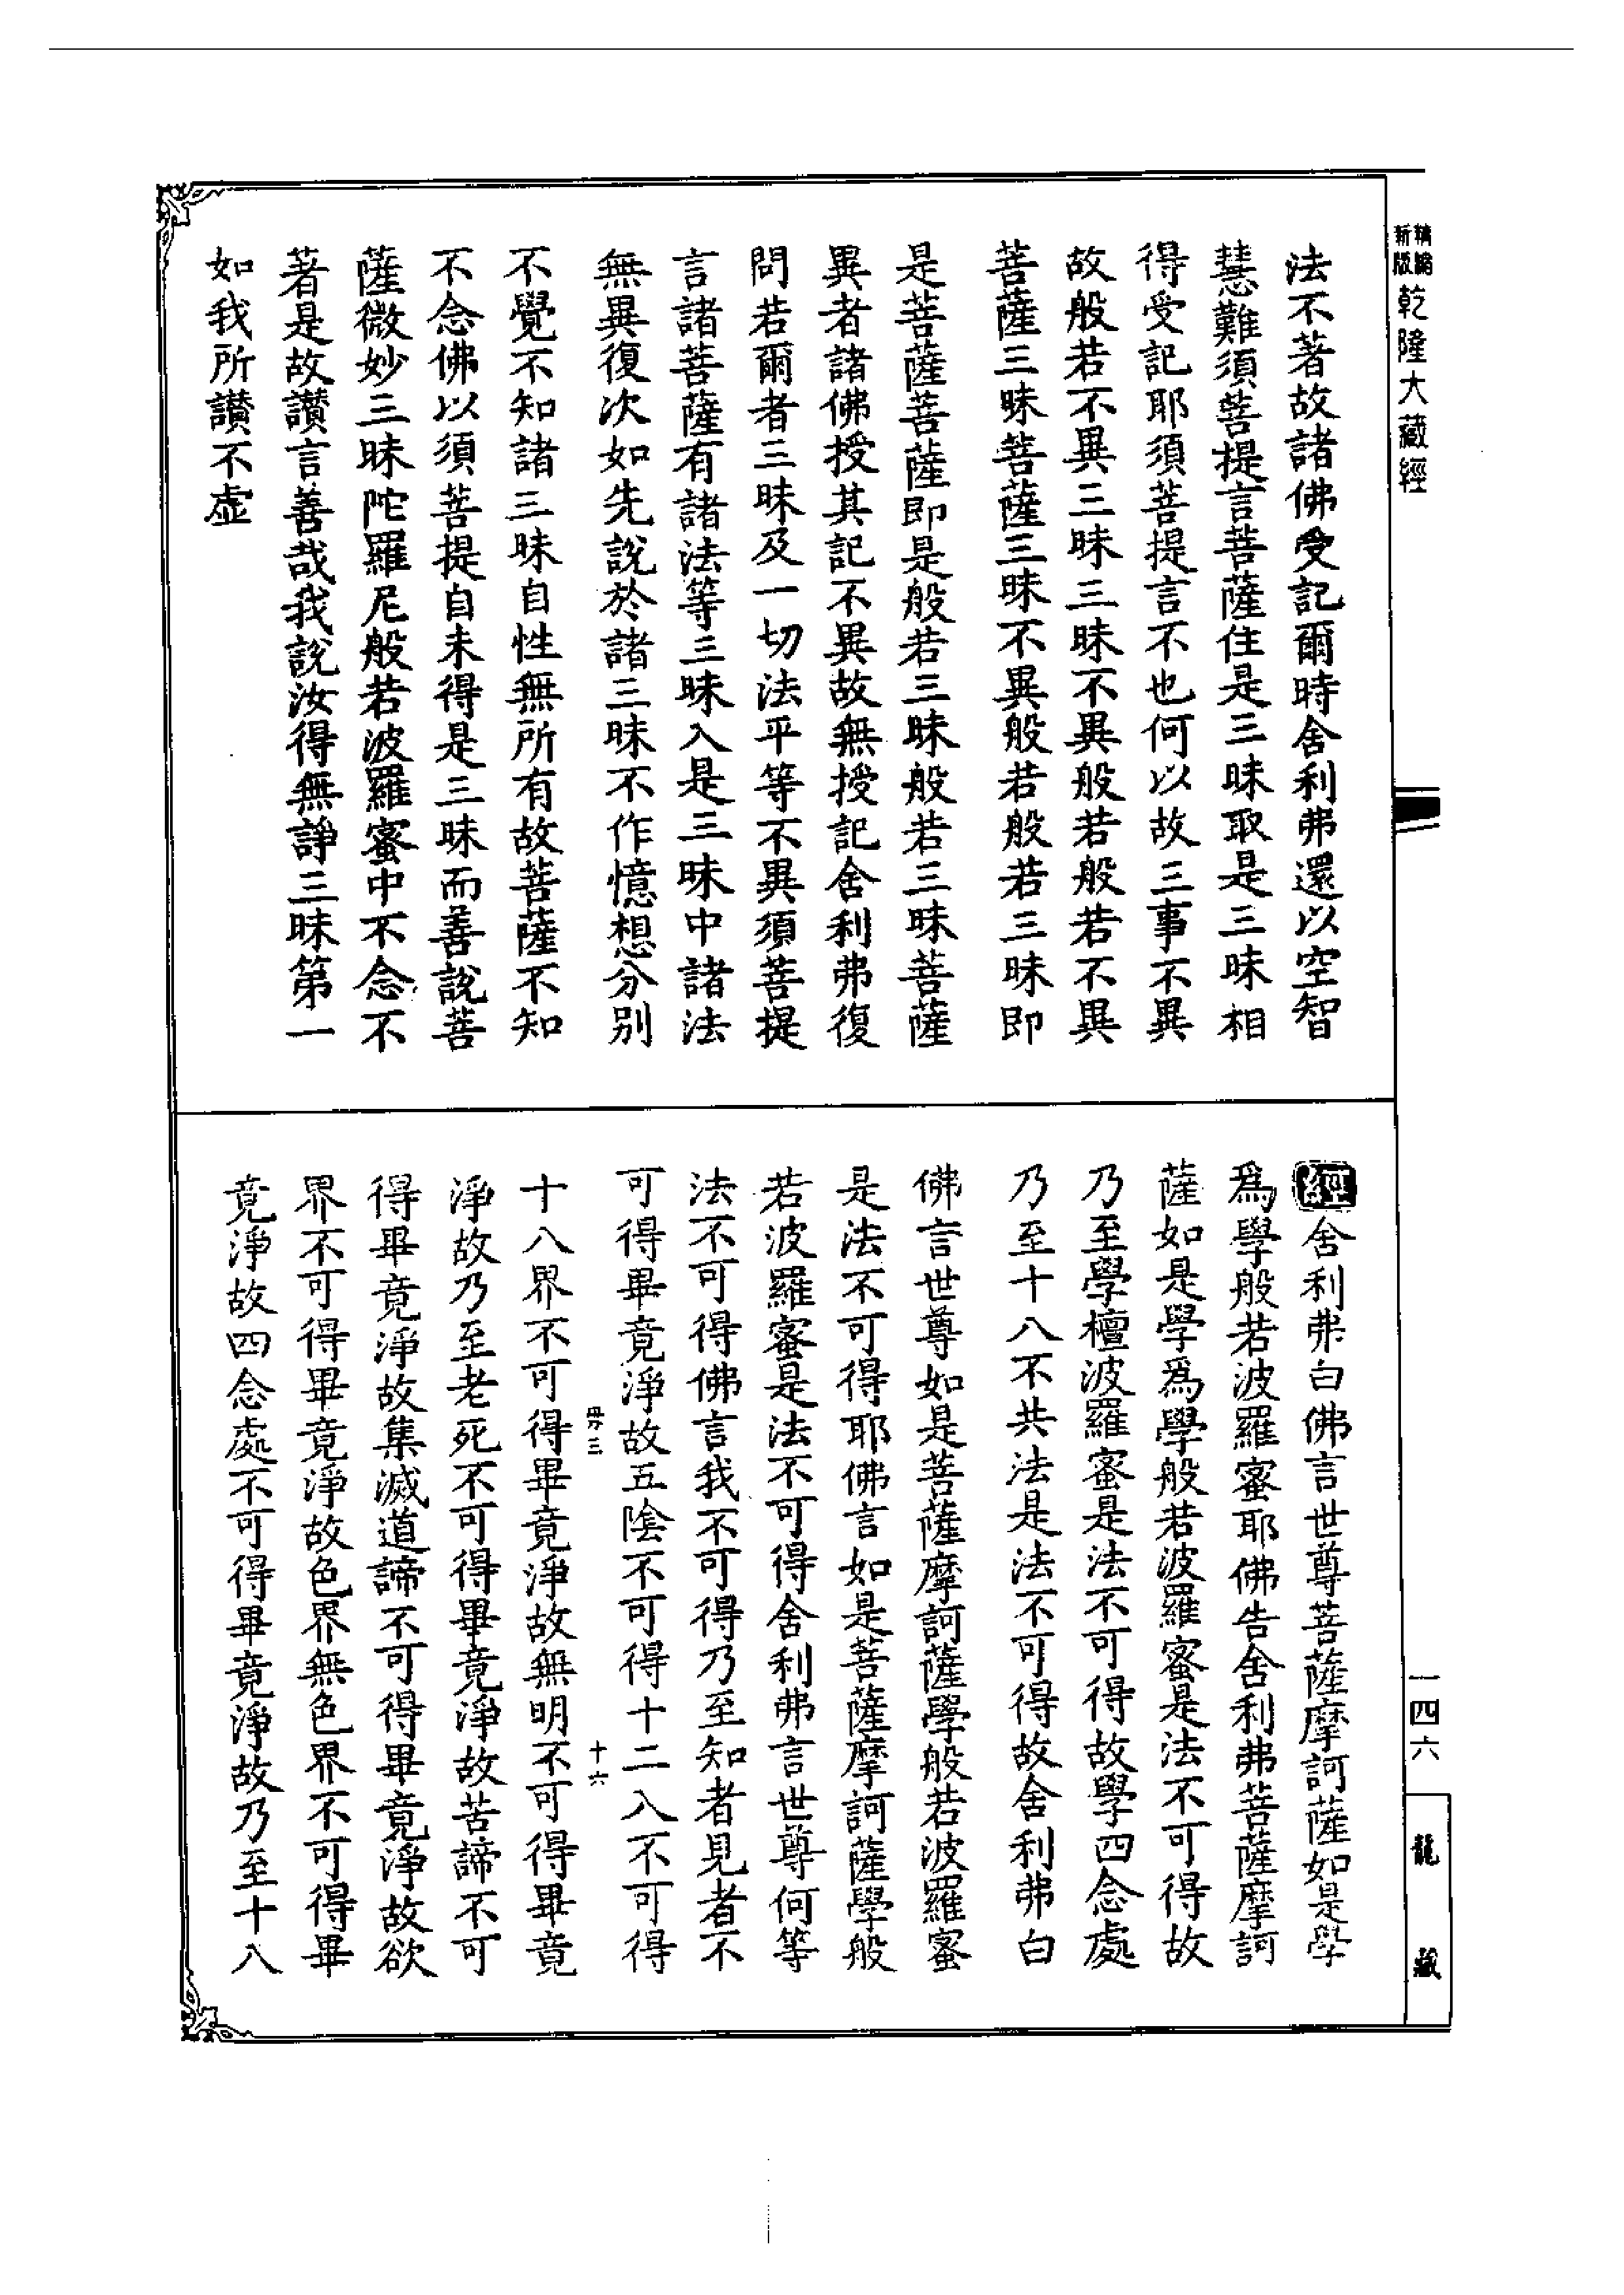 新版 精編 乾隆大藏經
法不著故諸佛受記爾時舍利弗還以空智
慧難須菩提言菩薩住是三昧取是三昧相
得受記耶須菩提言不也何以故三事不異
故般若不異三昧三昧不異般若般若不異
菩薩三昧菩薩三昧不異般若般若三昧即
是菩薩菩薩即是般若三昧般若三昧菩薩
異者諸佛授其記不異故無授記舍利弗復
問若爾者三昧及一切法平等不異須菩提
言諸菩薩有諸法等三昧入是三昧中諸法
無異復次如先說於諸三昧不作憶想分別
不覺不知諸三昧自性無所有故菩薩不知
不念佛以須菩提自未得是三昧而善說菩
薩微妙三昧陀羅尼般若波羅蜜中不念不
著是故讚言善哉我說汝得無諍三昧第一
如我所讚不虛
經舍利弗白佛言世尊菩薩摩訶薩如是學
爲學般若波羅蜜耶佛告舍利弗菩薩摩訶
薩如是學爲學般若波羅蜜是法不可得故
乃至學檀波羅蜜是法不可得故學四念處
乃至十八不共法是法不可得故舍利弗白
佛言世尊如是菩薩摩訶薩學般若波羅蜜
是法不可得耶佛言如是菩薩摩訶薩學般
若波羅蜜是法不可得舍利弗言世尊何等
法不可得佛言我不可得乃至知者見者不
可得畢竟淨故五陰不可得十二入不可得
十八界不可得畢竟淨故無明不可得畢竟
淨故乃至老死不可得畢竟淨故苦諦不可
得畢竟淨故集滅道諦不可得畢竟淨故欲
界不可得畢竟淨故色界無色界不可得畢
竟淨故四念處不可得畢竟淨故乃至十八
十六
一四六
龍藏